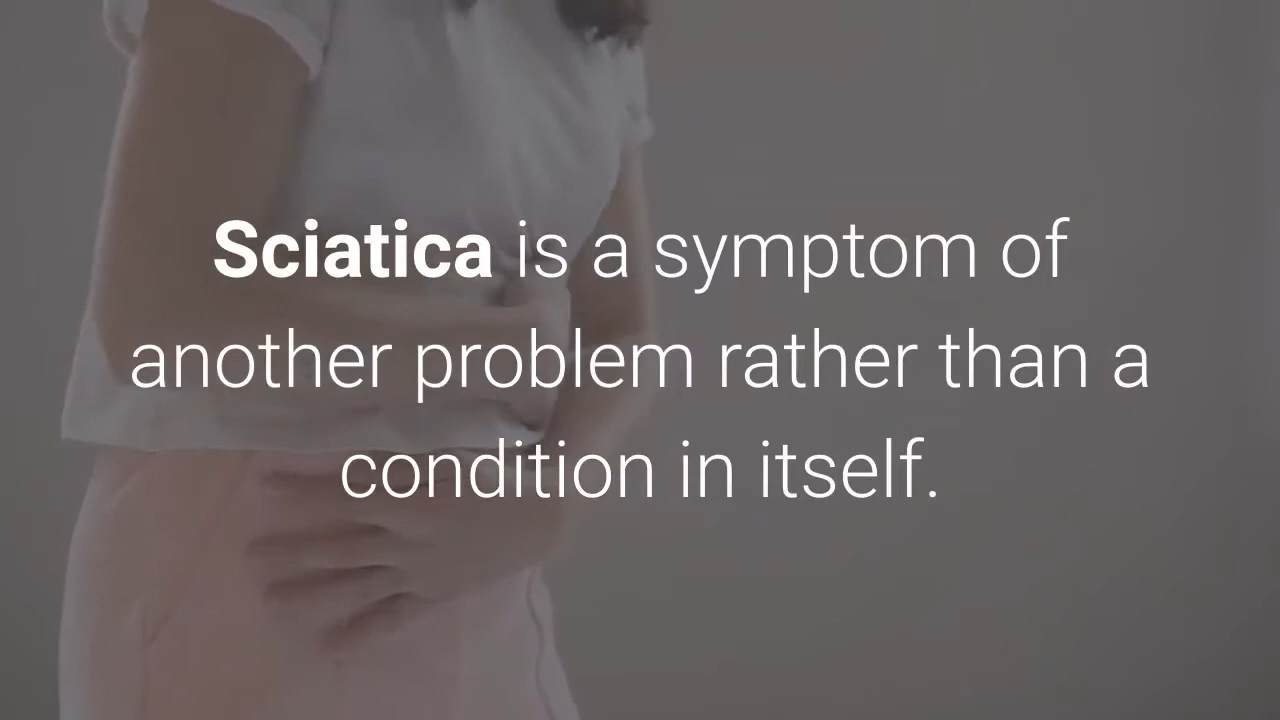 Sciatica is a symptom of
another problem rather than a
condition in itself.